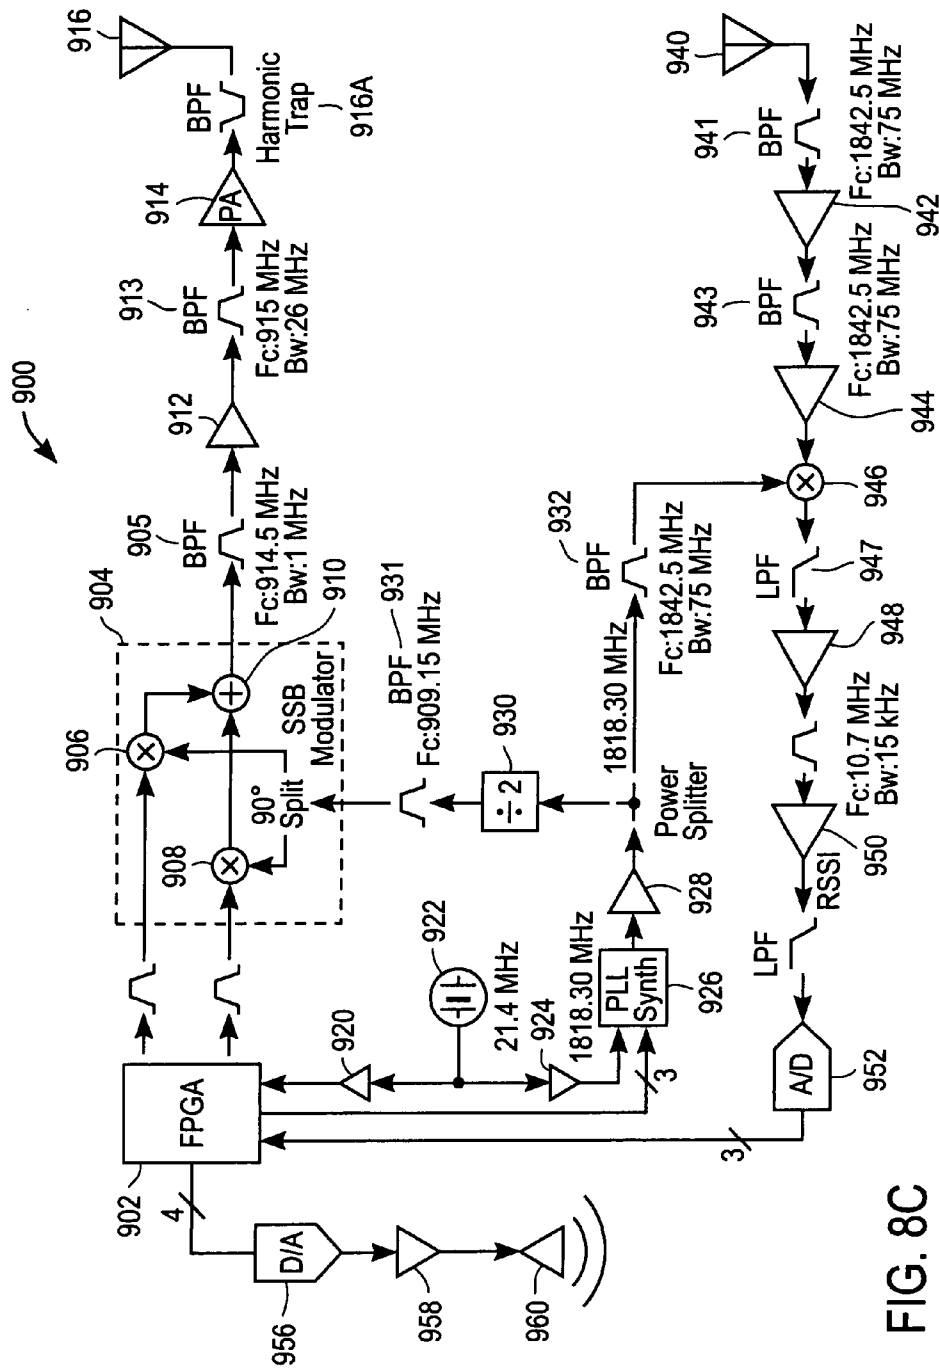 900
916
BPF
Harmonic
Trap
916A
914
PA
913
BPF
Fc:915 MHz
Bw:26 MHz
912
905
BPF
Fc:914.5 MHz
Bw:1 MHz
904
906
908
910
90°
Split
SSB
Modulator
BPF
931
Fc:909.15 MHz
÷2
930
902
FPGA
920
922
21.4 MHz
924
1818.30 MHz
PLL
Synth
926
3
928
Power
Splitter
1818.30 MHz
BPF
932
Fc:1842.5 MHz
Bw:75 MHz
940
941
BPF
Fc:1842.5 MHz
Bw:75 MHz
942
943
BPF
Fc:1842.5 MHz
Bw:75 MHz
944
946
LPF
947
948
Fc:10.7 MHz
Bw:15 kHz
950
RSSI
LPF
A/D
952
3
4
D/A
956
958
960
FIG. 8C